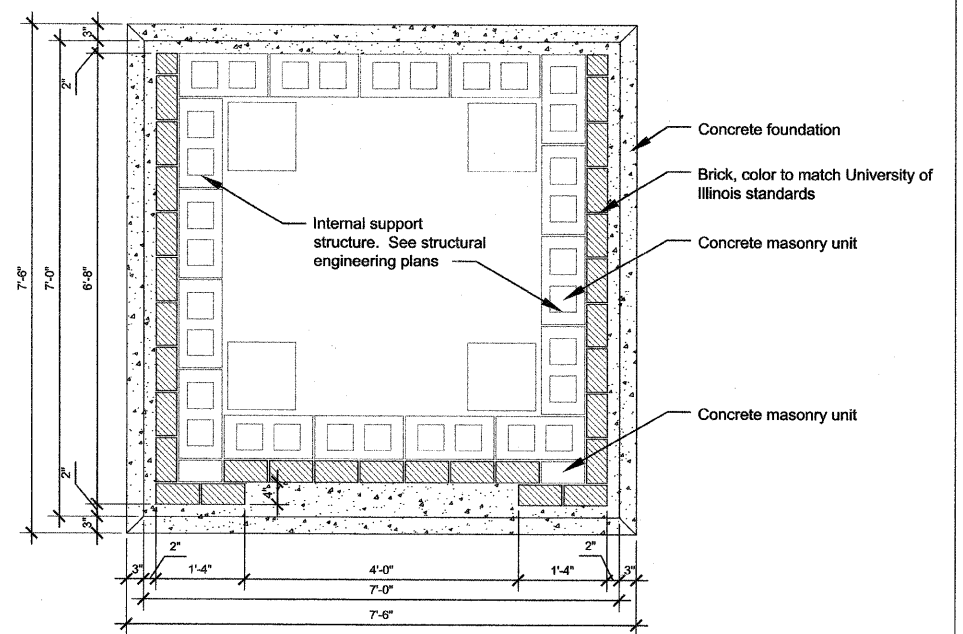 3"
2"
7'-6"
7'-0"
6'-8"
2"
3"
Concrete foundation
Brick, color to match University of
Illinois standards
Internal support
structure. See structural
engineering plans
Concrete masonry unit
Concrete masonry unit
4"
2"
2"
3"
1'-4"
4'-0"
1'-4"
3"
7'-0"
7'-6"